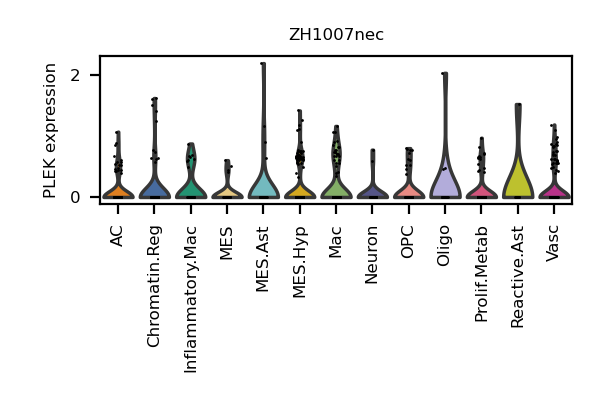 ZH1007nec
PLEK expression
2
0
AC
Chromatin.Reg
Inflammatory.Mac
MES
MES.Ast
MES.Hyp
Mac
Neuron
OPC
Oligo
Prolif.Metab
Reactive.Ast
Vasc